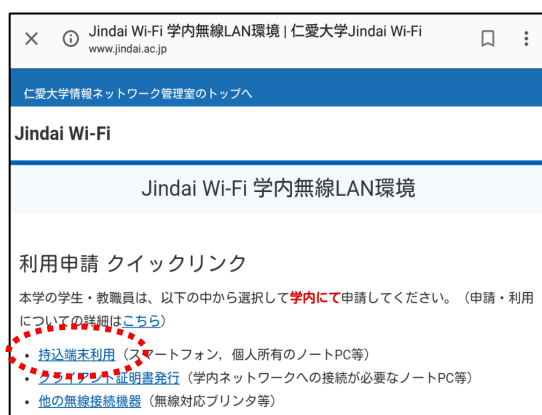 Jindai Wi-Fi 学内無線LAN環境 | 仁愛大学Jindai Wi-Fi
www.jindai.ac.jp
仁愛大学情報ネットワーク管理室のトップへ
Jindai Wi-Fi
Jindai Wi-Fi 学内無線LAN環境
利用申請 クイックリンク
本学の学生・教職員は、以下の中から選択して学内にて申請してください。（申請・利用
についての詳細はこちら）
• 持込端末利用（スマートフォン，個人所有のノートPC等）
• クライアント証明書発行（学内ネットワークへの接続が必要なノートPC等）
• 他の無線接続機器（無線対応プリンタ等）